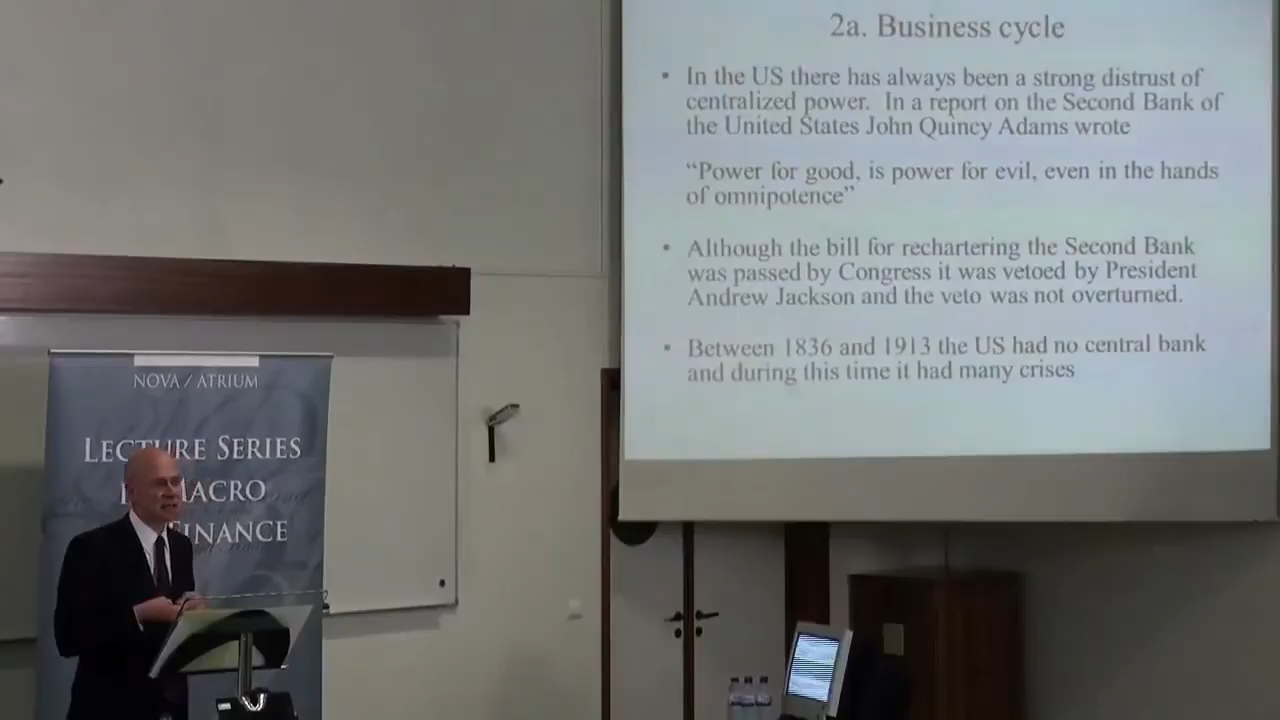 2a. Business cycle
• In the US there has always been a strong distrust of
centralized power. In a report on the Second Bank of
the United States John Quincy Adams wrote
“Power for good, is power for evil, even in the hands
of omnipotence”
• Although the bill for rechartering the Second Bank
was passed by Congress it was vetoed by President
Andrew Jackson and the veto was not overturned.
• Between 1836 and 1913 the US had no central bank
and during this time it had many crises
NOVA / ATRIUM
LECTURE SERIES
MACRO
FINANCE